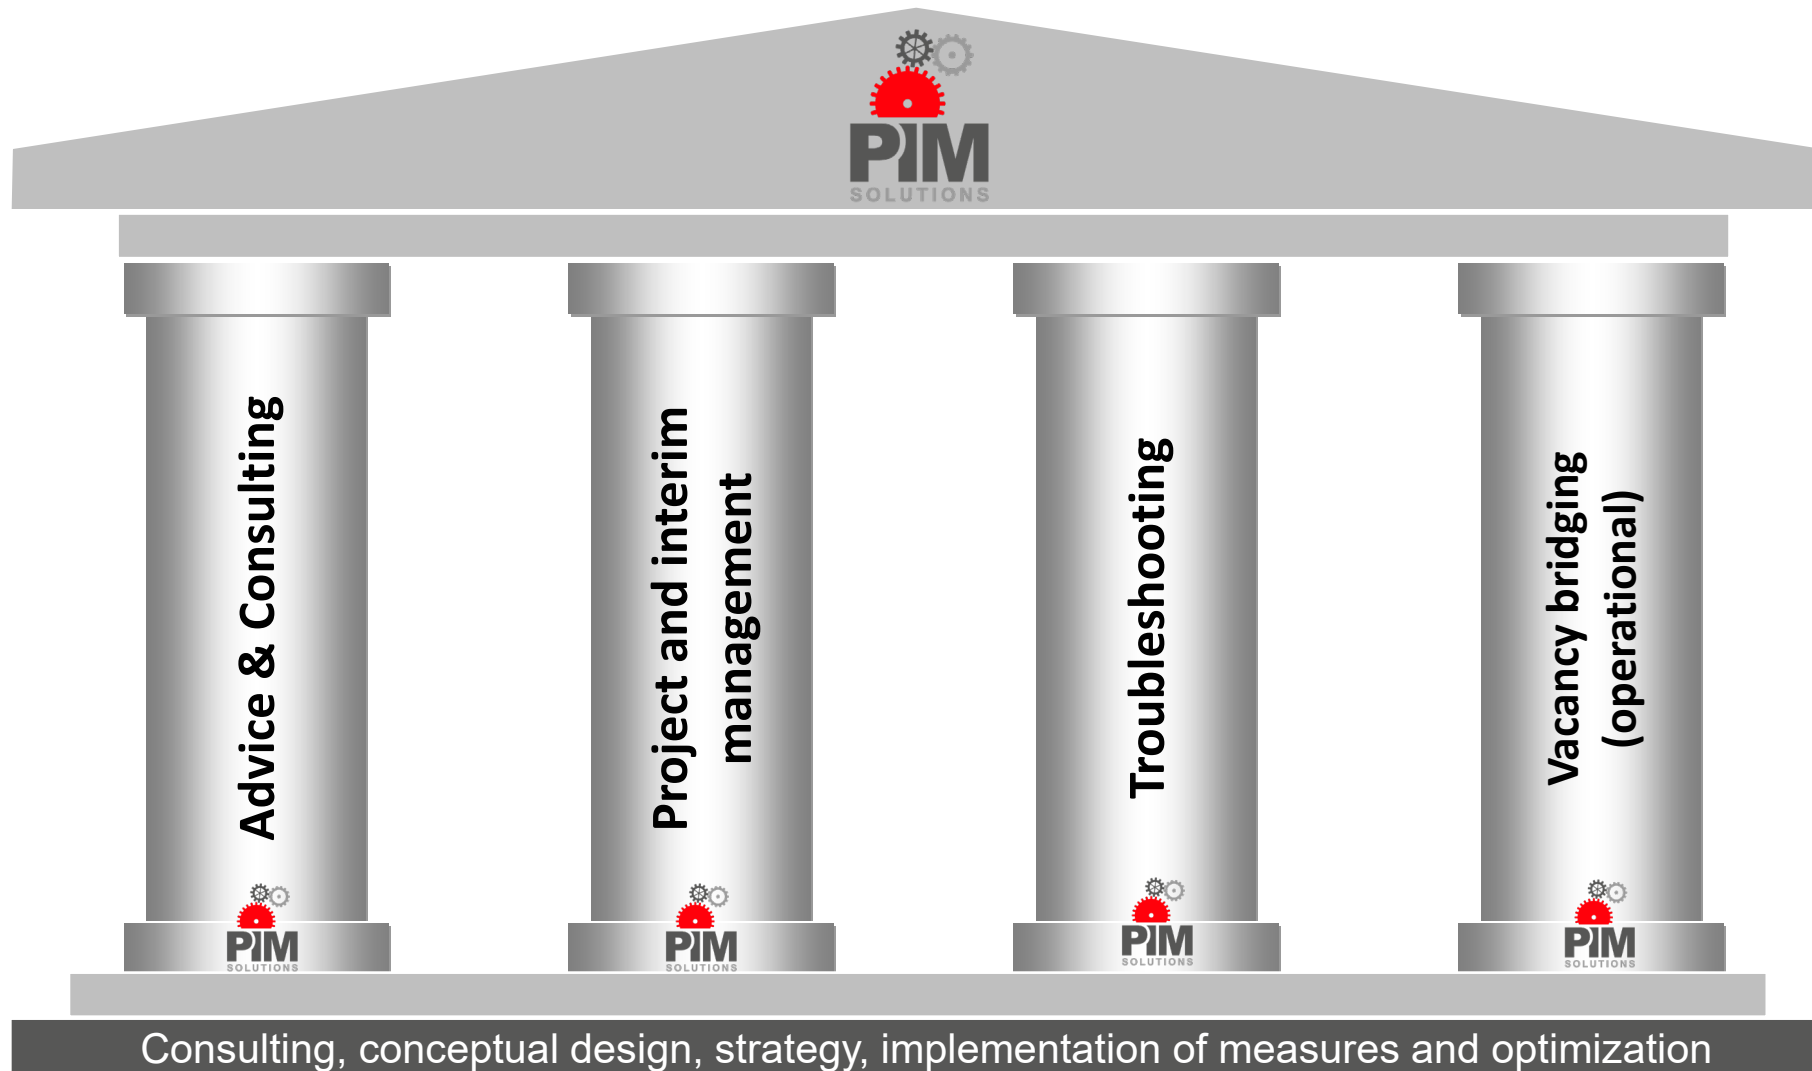 PIM
SOLUTIONS
Advice & Consulting
Project and interim
management
Troubleshooting
Vacancy bridging
(operational)
PIM
SOLUTIONS
PIM
SOLUTIONS
PIM
SOLUTIONS
PIM
SOLUTIONS
Consulting, conceptual design, strategy, implementation of measures and optimization